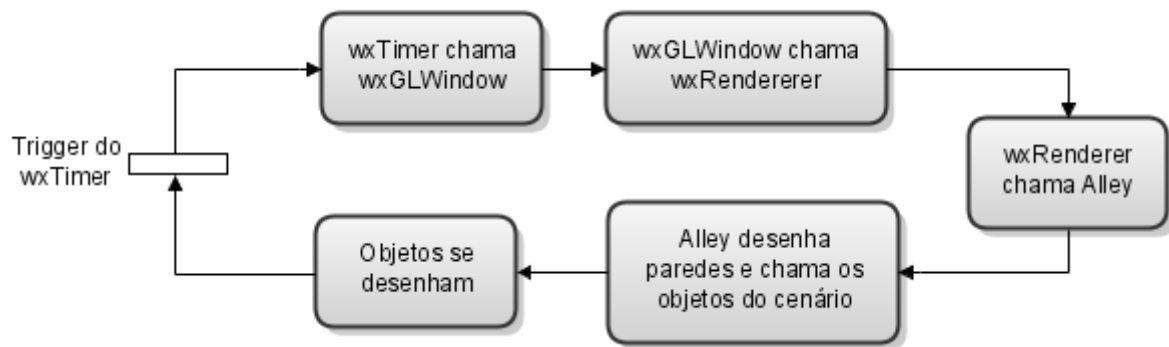 wxTimer chama
wxGLWindow
wxGLWindow chama
wxRendererer
wxRenderer
chama Alley
Alley desenha
paredes e chama os
objetos do cenário
Objetos se
desenham
Trigger do
wxTimer